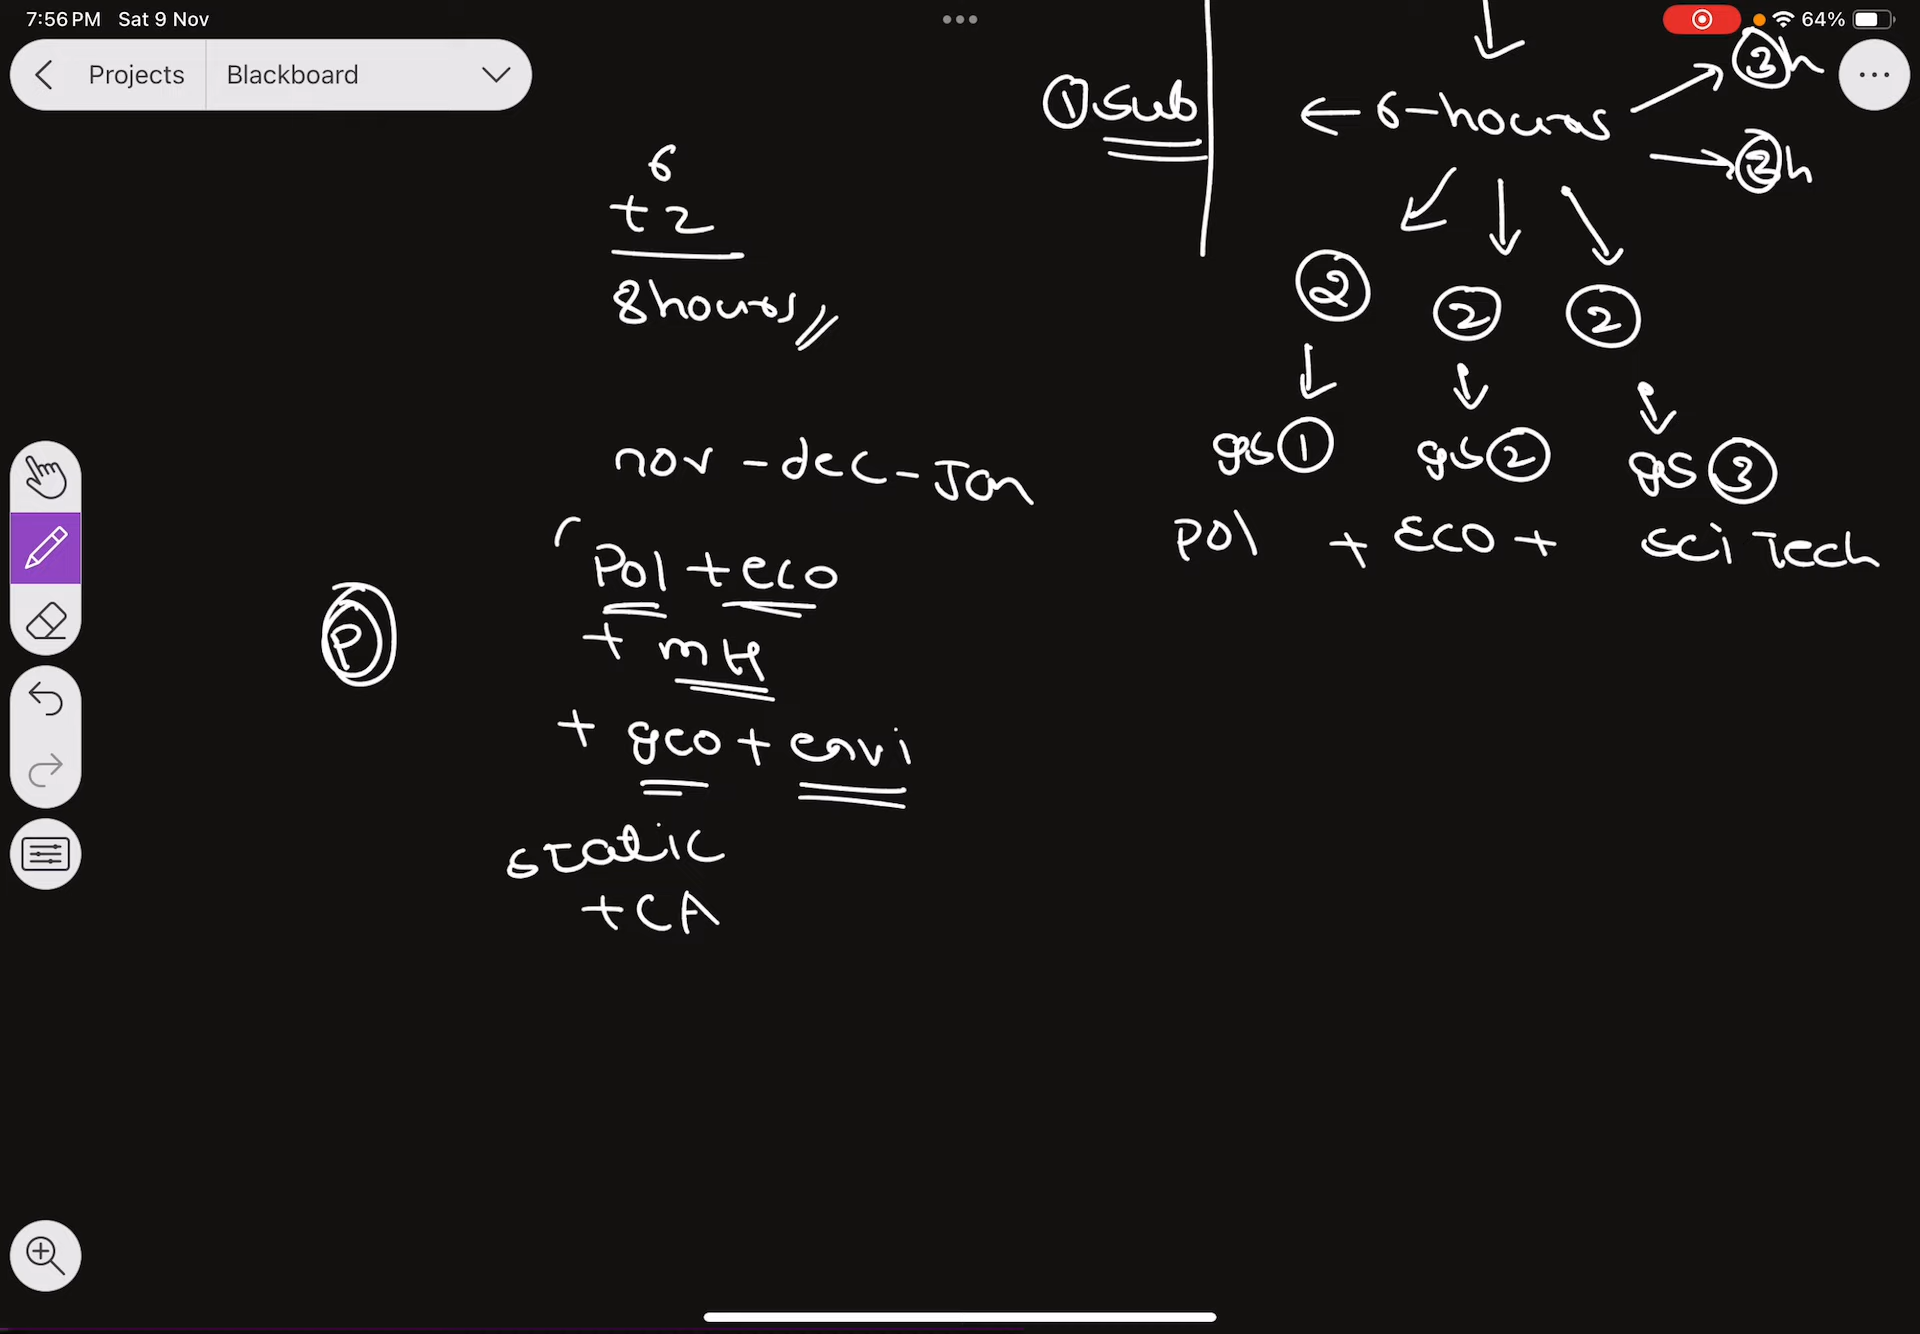 7:56 PM Sat 9 Nov
64%
Projects
Blackboard
① sub
← 6-hours
③h
②h
6
+2
8 hours //
② ② ②
gs ① gs ② gs ③
Pol + Eco + Sci Tech
nov - dec - Jan
Pol + eco
+ mH
P
+ geo + envi
static
+ CA